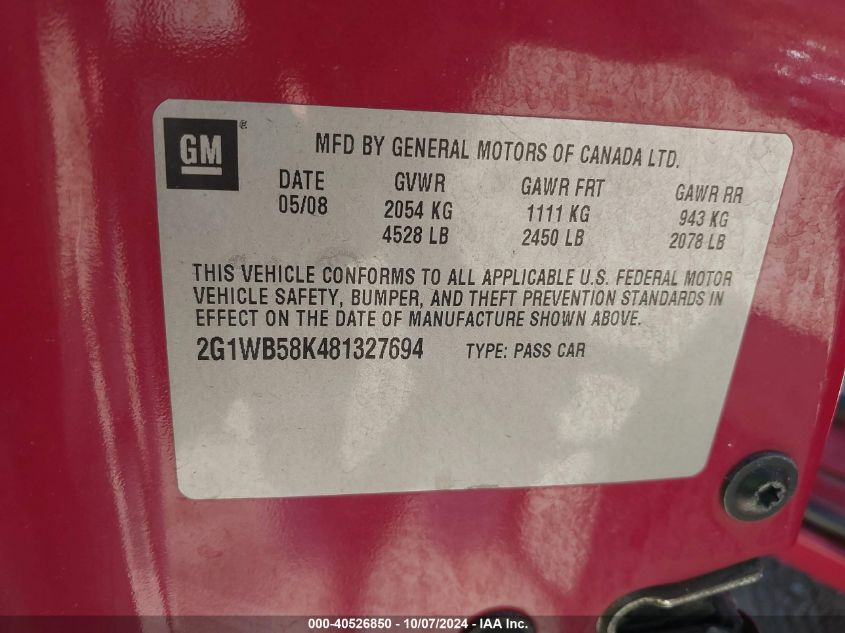 GM®
MFD BY GENERAL MOTORS OF CANADA LTD.
DATE GVWR GAWR FRT GAWR RR
05/08 2054 KG 1111 KG 943 KG
4528 LB 2450 LB 2078 LB
THIS VEHICLE CONFORMS TO ALL APPLICABLE U.S. FEDERAL MOTOR
VEHICLE SAFETY, BUMPER, AND THEFT PREVENTION STANDARDS IN
EFFECT ON THE DATE OF MANUFACTURE SHOWN ABOVE.
2G1WB58K481327694 TYPE: PASS CAR
000-40526850 - 10/07/2024 - IAA Inc.